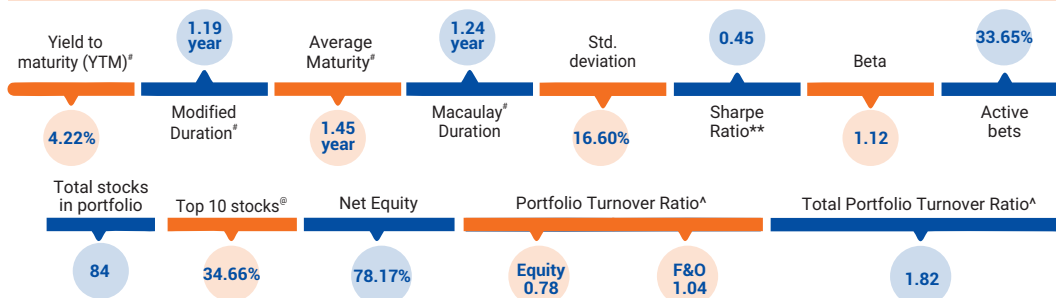 Yield to
maturity (YTM)#
4.22%
1.19
year
Modified
Duration#
Average
Maturity#
1.45
year
1.24
year
Macaulay#
Duration
Std.
deviation
16.60%
0.45
Sharpe
Ratio**
Beta
1.12
33.65%
Active
bets
Total stocks
in portfolio
84
Top 10 stocks@
34.66%
Net Equity
78.17%
Portfolio Turnover Ratio^
Equity
0.78
F&O
1.04
Total Portfolio Turnover Ratio^
1.82